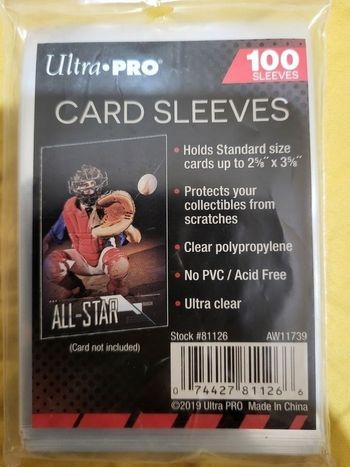 Ultra•PRO®
100
SLEEVES
CARD SLEEVES
• Holds Standard size
cards up to 2⅝" x 3⅝"
• Protects your
collectibles from
scratches
• Clear polypropylene
• No PVC / Acid Free
• Ultra clear
ALL-STAR
(Card not included)
Stock #81126
AW11739
0 74427 81126 6
©2019 Ultra PRO Made In China